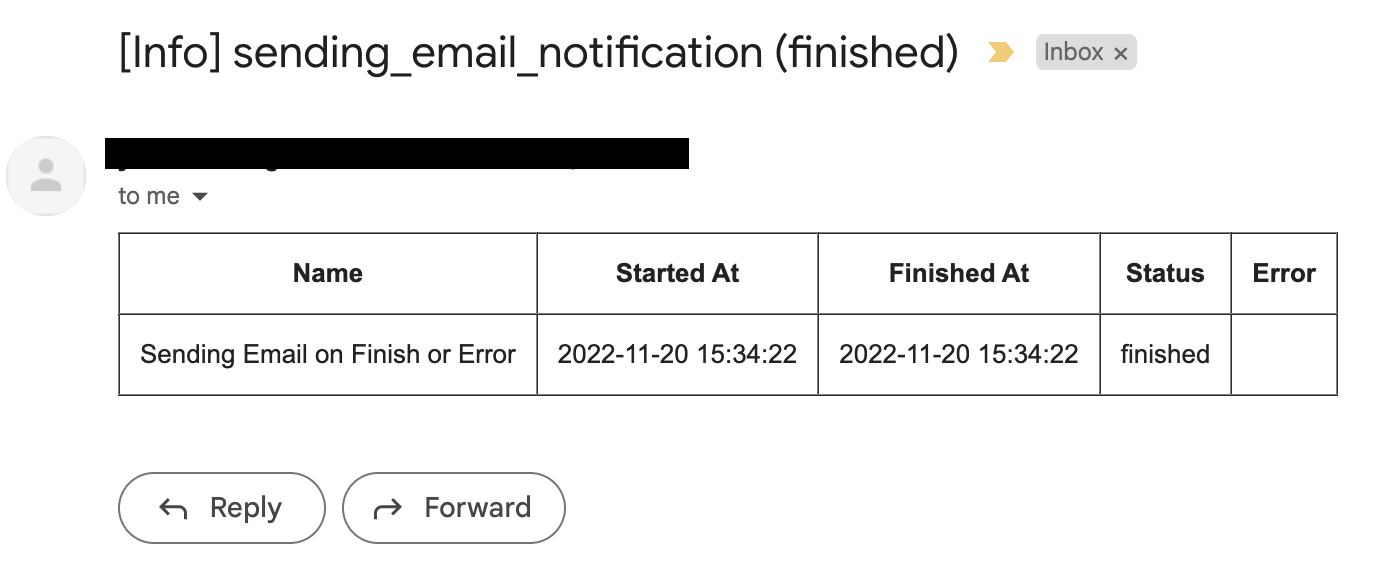 [Info] sending_email_notification (finished) Inbox ×
to me
Name Started At Finished At Status Error
Sending Email on Finish or Error 2022-11-20 15:34:22 2022-11-20 15:34:22 finished
Reply Forward